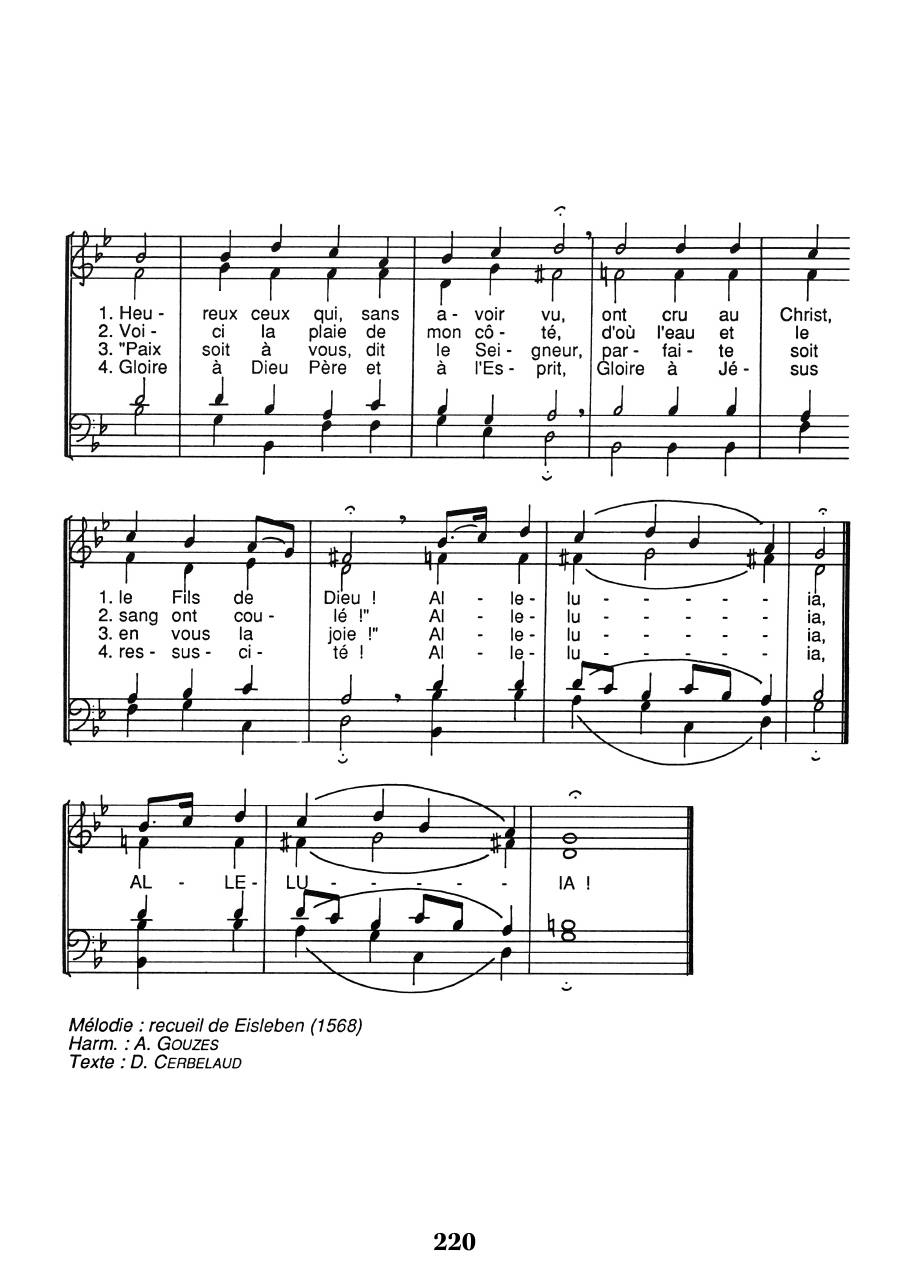 1. Heu - reux ceux qui, sans a - voir vu, ont cru au Christ,
2. Voi - ci la plaie de mon cô - té, d'où l'eau et le
3. "Paix soit à vous, dit le Sei - gneur, par - fai - te soit
4. Gloire à Dieu Père et à l'Es - prit, Gloire à Jé - sus
1. le Fils de Dieu ! Al - le - lu - - - - - - ia,
2. sang ont cou - lé !" Al - le - lu - - - - - - ia,
3. en vous la joie !" Al - le - lu - - - - - - ia,
4. res - sus - ci - té ! Al - le - lu - - - - - - ia,
AL - LE - LU - - - - - IA !
Mélodie : recueil de Eisleben (1568)
Harm. : A. GOUZES
Texte : D. CERBELAUD
220